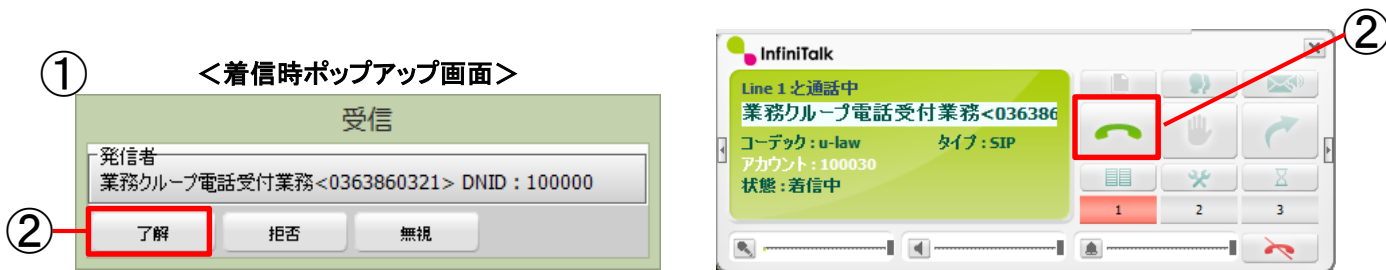 ①
＜着信時ポップアップ画面＞
受信
発信者
業務グループ電話受付業務<0363860321> DNID：100000
②
了解
拒否
無視
InfiniTalk
②
Line 1 と通話中
業務グループ電話受付業務<036386
コーデック：u-law タイプ：SIP
アカウント：100030
状態：着信中
1 2 3